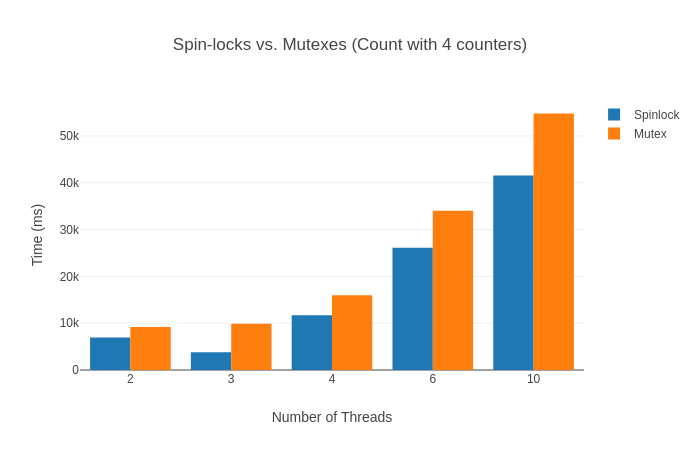 Spin-locks vs. Mutexes (Count with 4 counters)
Spinlock
Mutex
50k
40k
30k
20k
10k
0
Time (ms)
2 3 4 6 10
Number of Threads